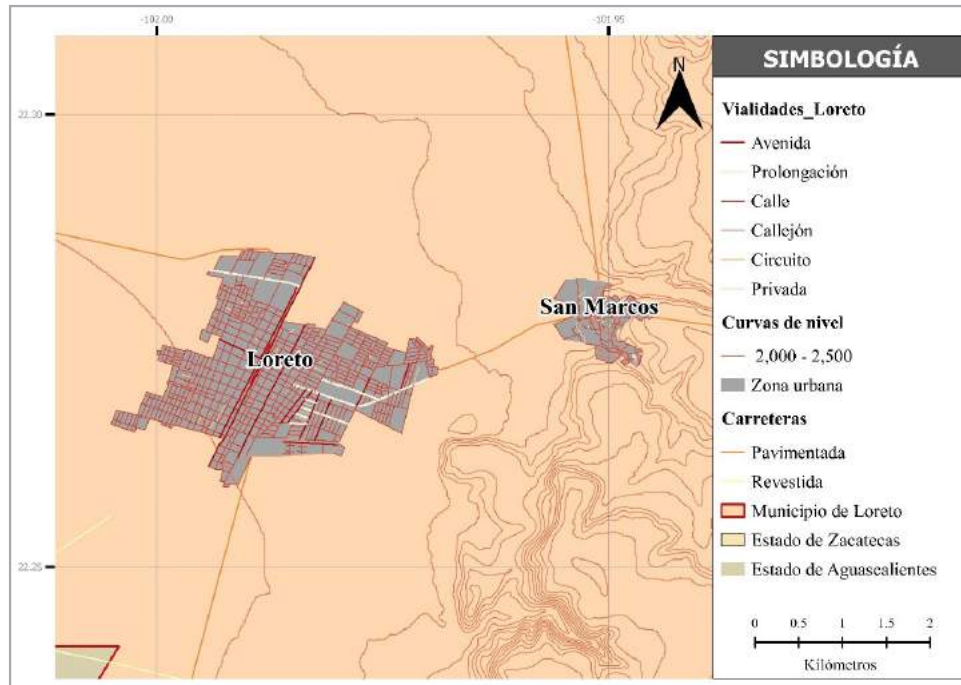 -102.00
-101.95
22.30
22.25
N
Loreto
San Marcos
SIMBOLOGÍA
Vialidades_Loreto
Avenida
Prolongación
Calle
Callejón
Circuito
Privada
Curvas de nivel
2,000 - 2,500
Zona urbana
Carreteras
Pavimentada
Revestida
Municipio de Loreto
Estado de Zacatecas
Estado de Aguascalientes
0 0.5 1 1.5 2
Kilómetros